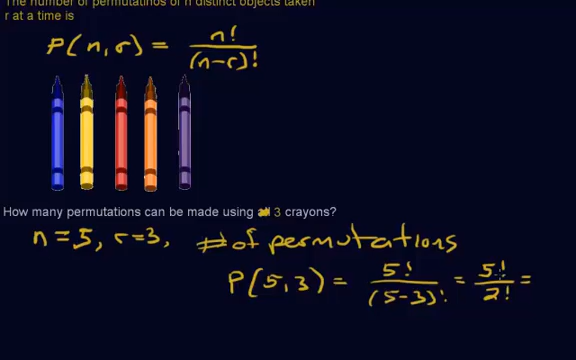 The number of permutatinos of n distinct objects taken
r at a time is
P(n, r) = n! / (n-r)!
How many permutations can be made using all 3 crayons?
n = 5, r = 3, # of permutations
P(5, 3) = 5! / (5-3)! = 5! / 2! =